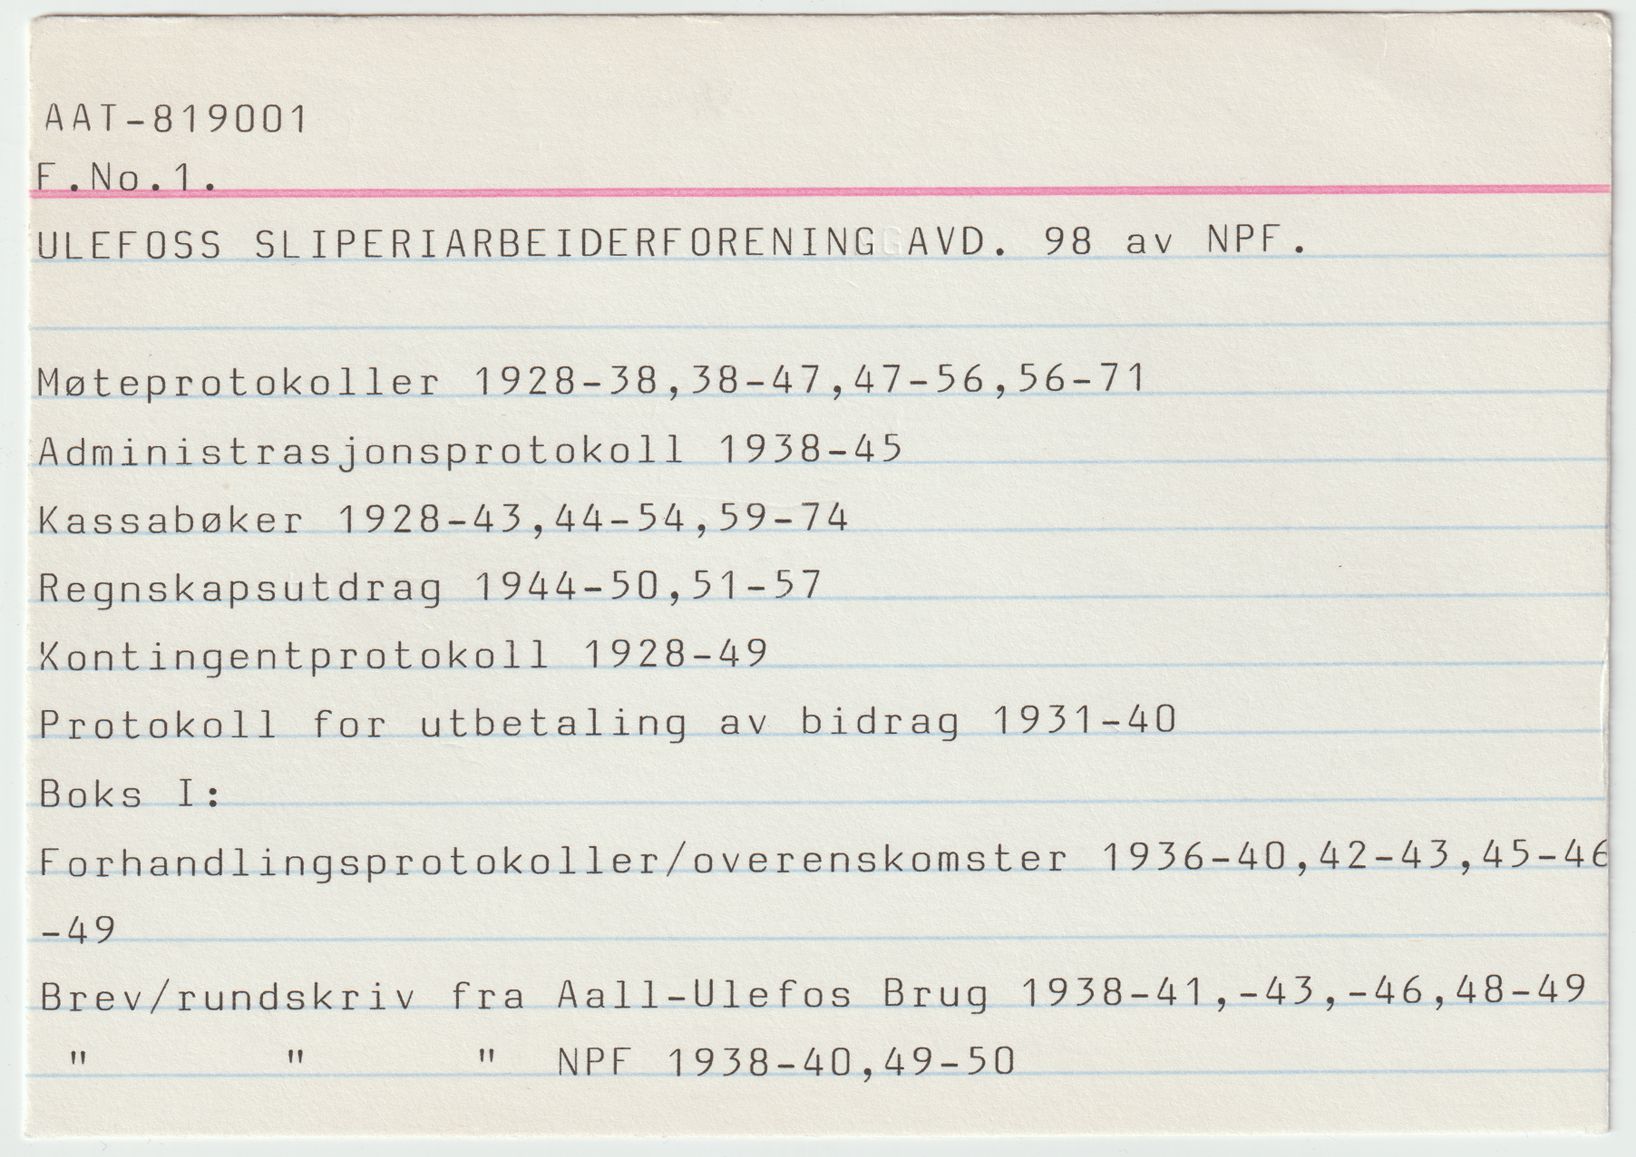 AAT-819001
F.No.1.
ULEFOSS SLIPERIARBEIDERFORENING AVD. 98 av NPF.
Møteprotokoller 1928-38,38-47,47-56,56-71
Administrasjonsprotokoll 1938-45
Kassabøker 1928-43,44-54,59-74
Regnskapsutdrag 1944-50,51-57
Kontingentprotokoll 1928-49
Protokoll for utbetaling av bidrag 1931-40
Boks I:
Forhandlingsprotokoller/overenskomster 1936-40,42-43,45-46
-49
Brev/rundskriv fra Aall-Ulefos Brug 1938-41,-43,-46,48-49
" " " NPF 1938-40,49-50